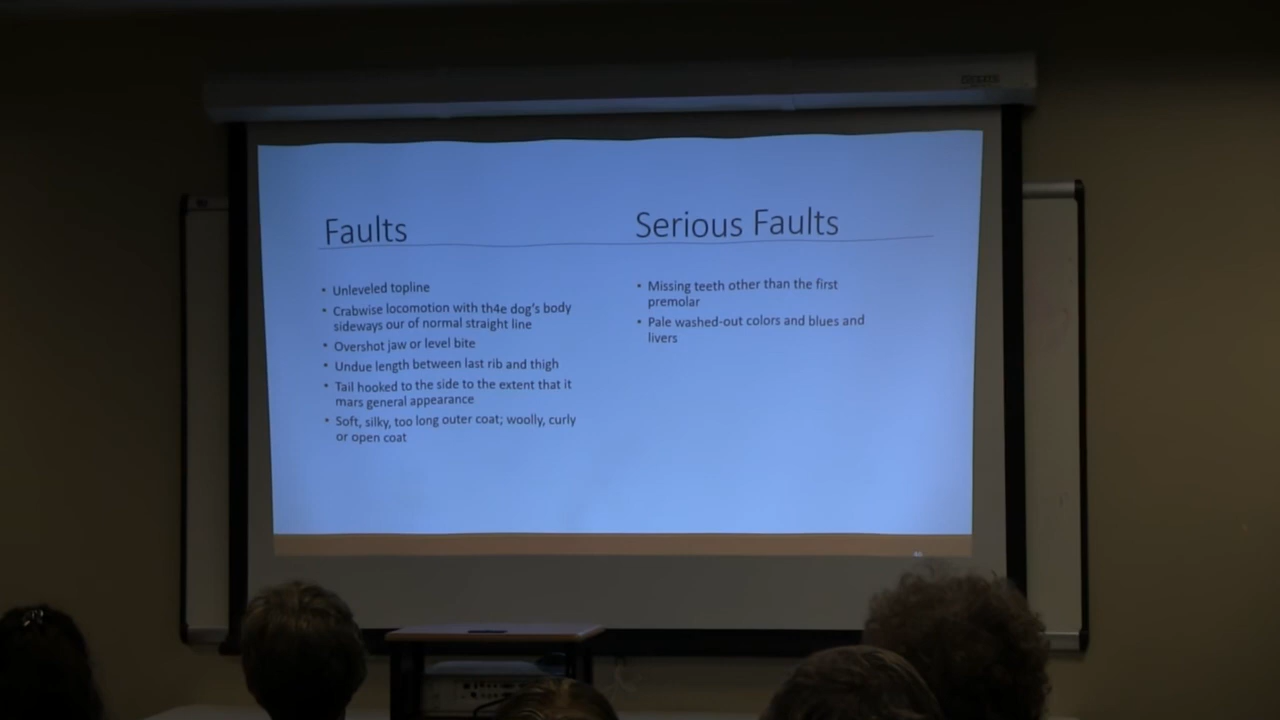 Faults
• Unleveled topline
• Crabwise locomotion with th4e dog's body
sideways our of normal straight line
• Overshot jaw or level bite
• Undue length between last rib and thigh
• Tail hooked to the side to the extent that it
mars general appearance
• Soft, silky, too long outer coat; woolly, curly
or open coat
Serious Faults
• Missing teeth other than the first
premolar
• Pale washed-out colors and blues and
livers